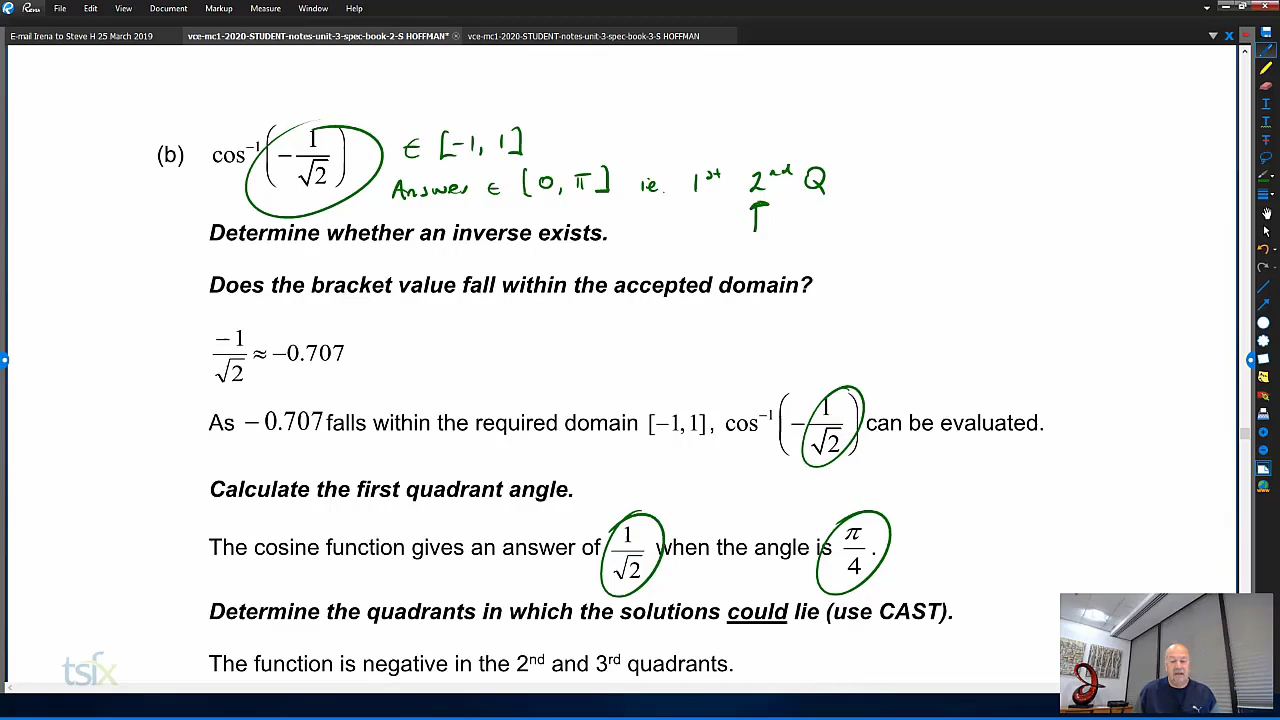 Rēna File Edit View Document Markup Measure Window Help
E-mail Irena to Steve H 25 March 2019 vce-mc1-2020-STUDENT-notes-unit-3-spec-book-2-S HOFFMAN* vce-mc1-2020-STUDENT-notes-unit-3-spec-book-3-S HOFFMAN
(b) cos⁻¹(−1/√2) ∈ [-1, 1]
Answer ∈ [0, π] ie. 1st 2nd Q
Determine whether an inverse exists.
Does the bracket value fall within the accepted domain?
−1/√2 ≈ −0.707
As −0.707 falls within the required domain [−1,1], cos⁻¹(−1/√2) can be evaluated.
Calculate the first quadrant angle.
The cosine function gives an answer of 1/√2 when the angle is π/4.
Determine the quadrants in which the solutions could lie (use CAST).
The function is negative in the 2nd and 3rd quadrants.
tsfx